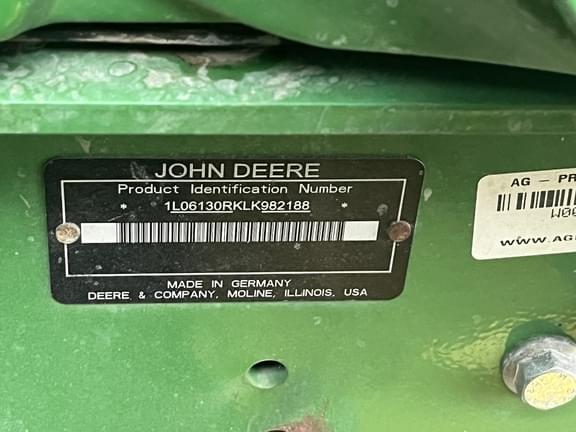 JOHN DEERE
Product Identification Number
* 1L06130RKLK982188 *
MADE IN GERMANY
DEERE & COMPANY, MOLINE, ILLINOIS, USA
AG - PR
WWW.AG